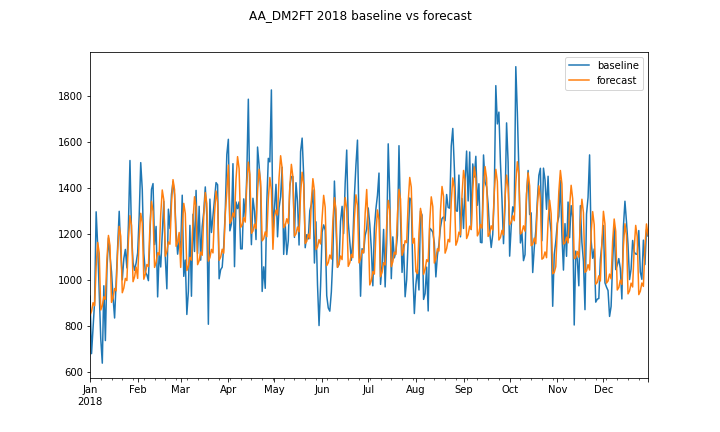 AA_DM2FT 2018 baseline vs forecast
baseline
forecast
1800
1600
1400
1200
1000
800
600
Jan Feb Mar Apr May Jun Jul Aug Sep Oct Nov Dec
2018